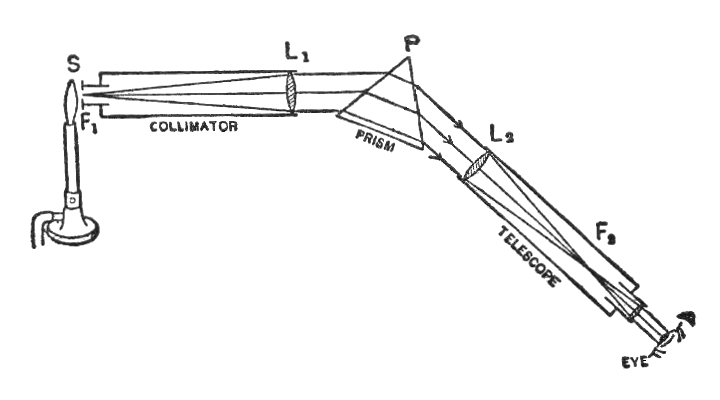 S
L1
P
F1
COLLIMATOR
PRISM
L2
TELESCOPE
F2
EYE